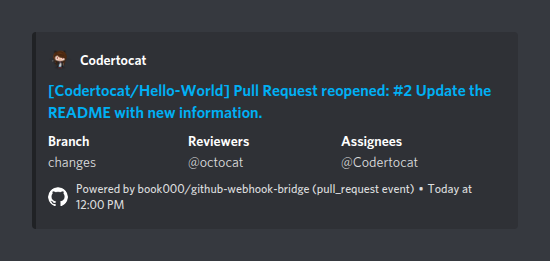 Codertocat
[Codertocat/Hello-World] Pull Request reopened: #2 Update the
README with new information.
Branch Reviewers Assignees
changes @octocat @Codertocat
Powered by book000/github-webhook-bridge (pull_request event) • Today at
12:00 PM